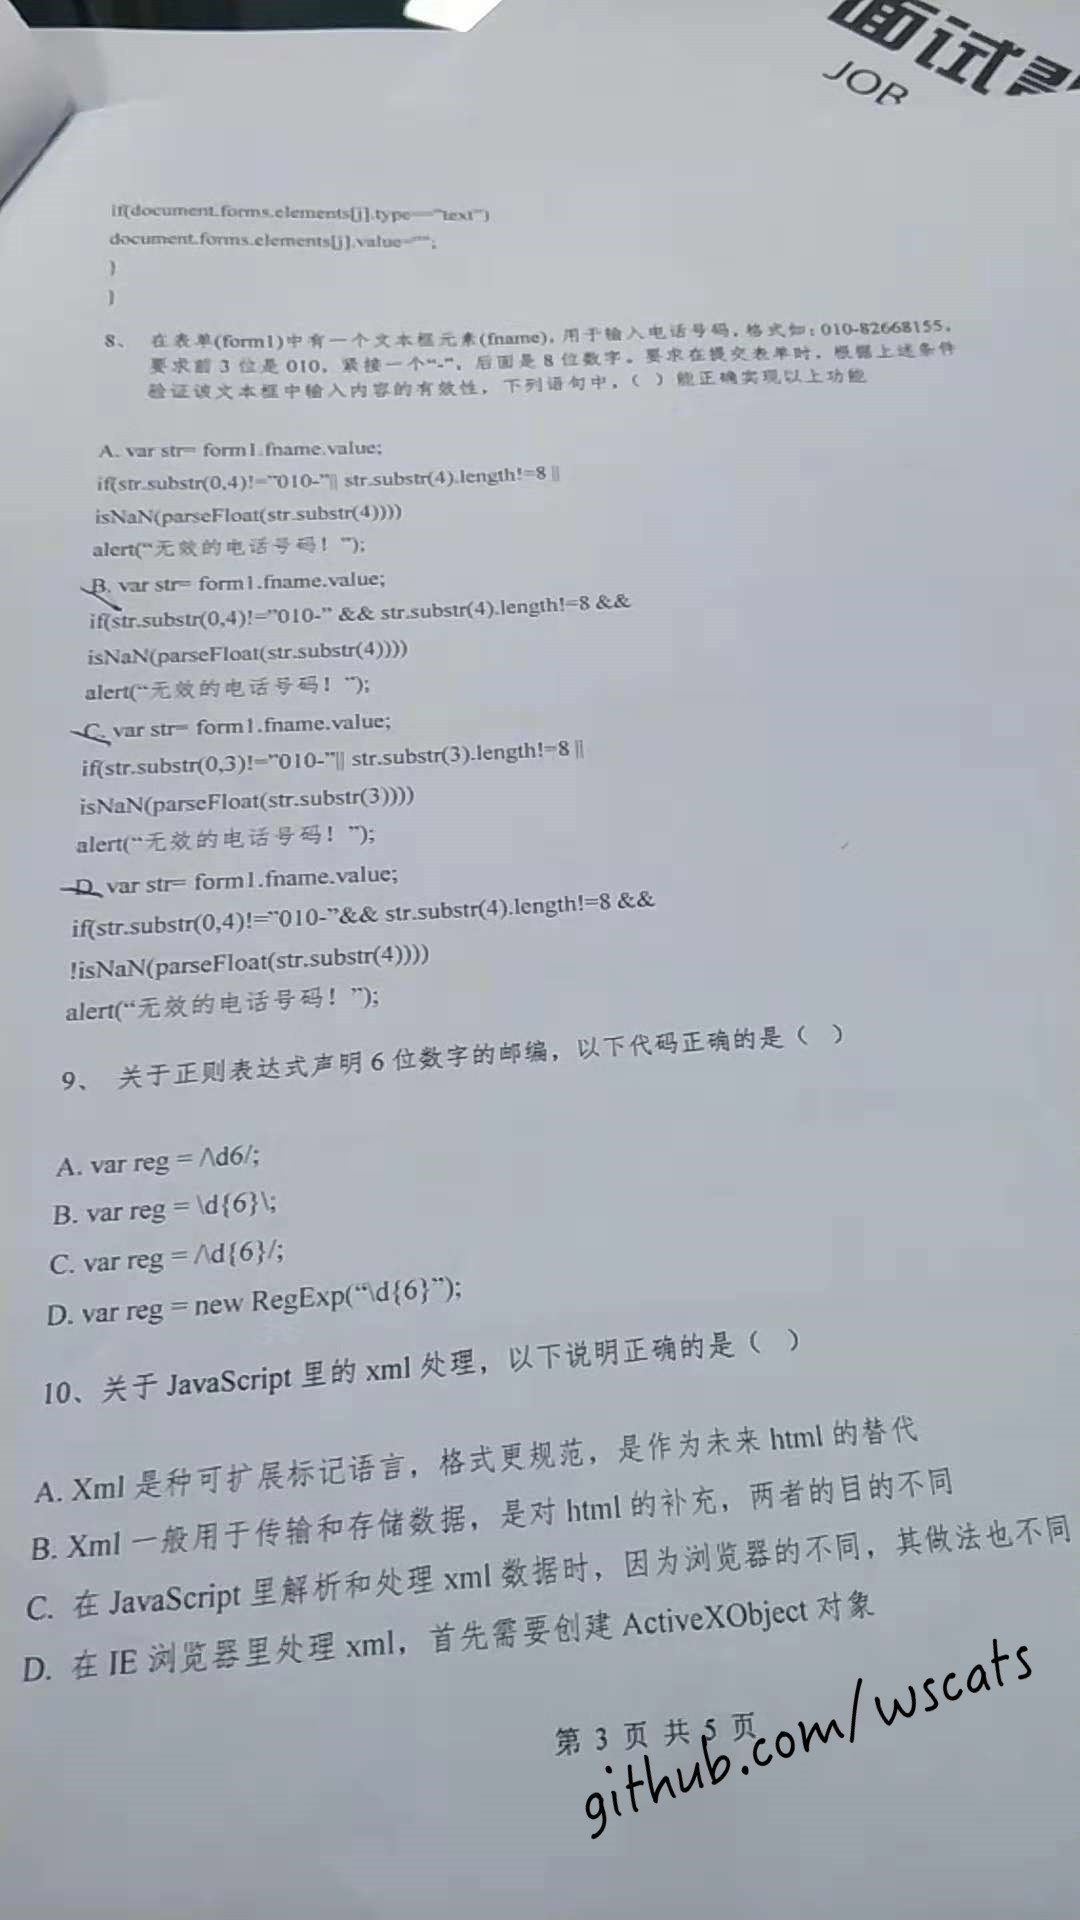 面试
JOB
if(document.forms.elements[j].type=="text")
document.forms.elements[j].value="";
}
}
8、 在表单(form1)中有一个文本框元素(fname)，用于输入电话号码，格式如：010-82668155，
要求前 3 位是 010，紧接一个“-”，后面是 8 位数字。要求在提交表单时，根据上述条件
验证该文本框中输入内容的有效性，下列语句中，（ ）能正确实现以上功能
A. var str= form1.fname.value;
if(str.substr(0,4)!="010-"|| str.substr(4).length!=8 ||
isNaN(parseFloat(str.substr(4))))
alert(“无效的电话号码！”);
B. var str= form1.fname.value;
if(str.substr(0,4)!="010-" && str.substr(4).length!=8 &&
isNaN(parseFloat(str.substr(4))))
alert(“无效的电话号码！”);
C. var str= form1.fname.value;
if(str.substr(0,3)!="010-"|| str.substr(3).length!=8 ||
isNaN(parseFloat(str.substr(3))))
alert(“无效的电话号码！”);
D. var str= form1.fname.value;
if(str.substr(0,4)!="010-"&& str.substr(4).length!=8 &&
!isNaN(parseFloat(str.substr(4))))
alert(“无效的电话号码！”);
9、 关于正则表达式声明 6 位数字的邮编，以下代码正确的是（ ）
A. var reg = /\d6/;
B. var reg = \d{6}\;
C. var reg = /\d{6}/;
D. var reg = new RegExp(“\d{6}”);
10、关于 JavaScript 里的 xml 处理，以下说明正确的是（ ）
A. Xml 是种可扩展标记语言，格式更规范，是作为未来 html 的替代
B. Xml 一般用于传输和存储数据，是对 html 的补充，两者的目的不同
C. 在 JavaScript 里解析和处理 xml 数据时，因为浏览器的不同，其做法也不同
D. 在 IE 浏览器里处理 xml，首先需要创建 ActiveXObject 对象
第 3 页 共 5 页
github.com/wscats